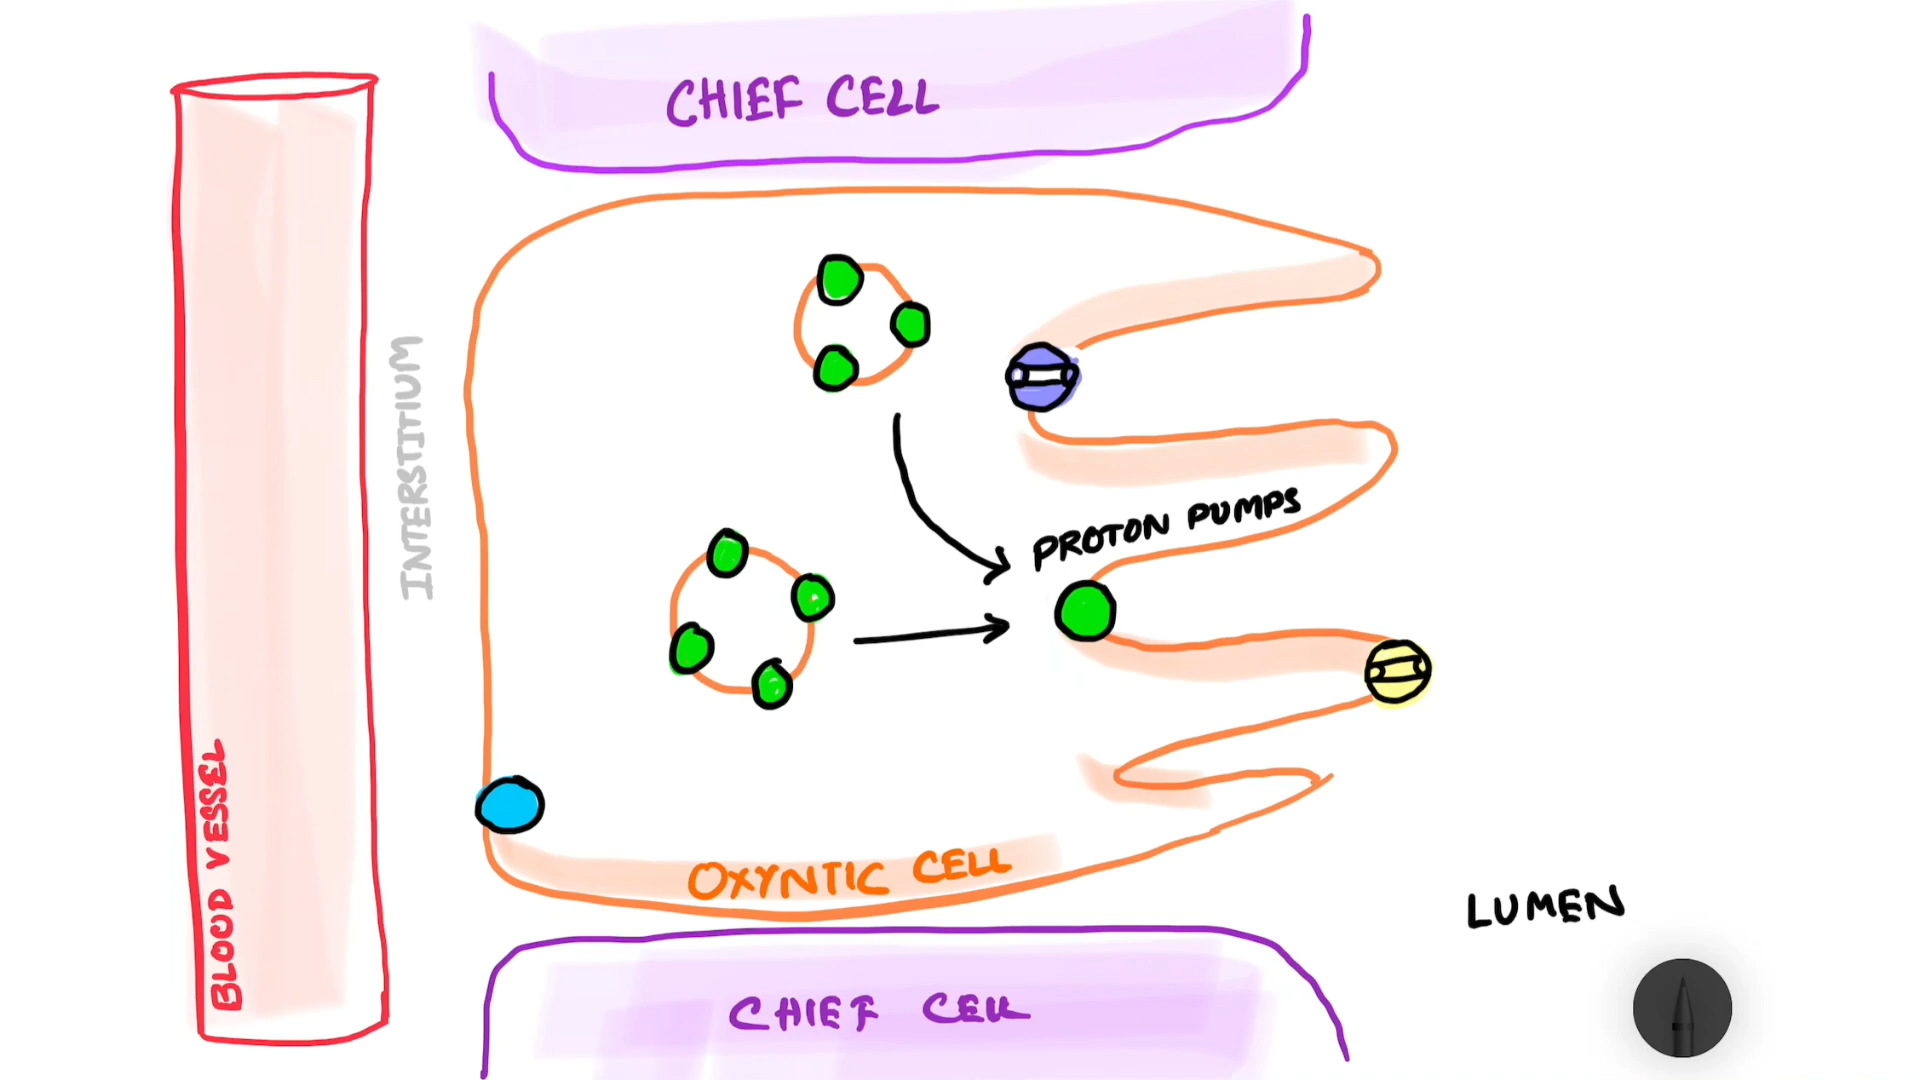 CHIEF CELL
INTERSTITIUM
PROTON PUMPS
BLOOD VESSEL
OXYNTIC CELL
LUMEN
CHIEF CELL